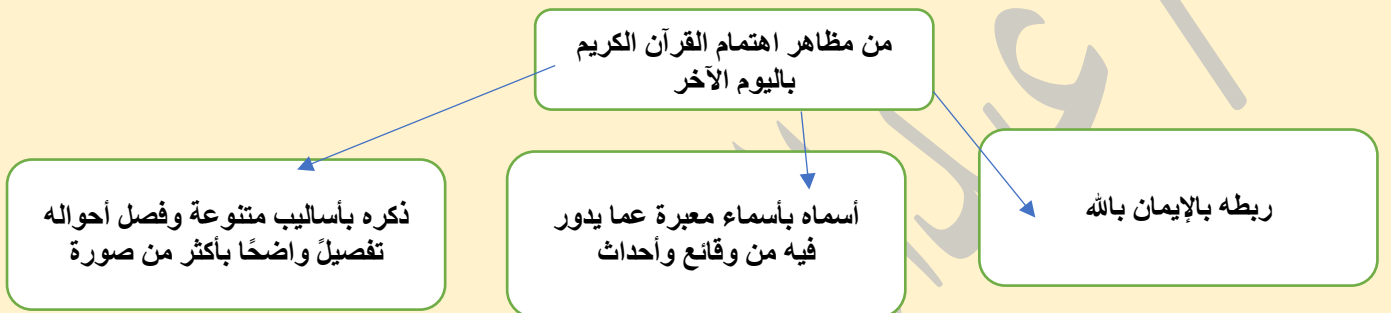 من مظاهر اهتمام القرآن الكريم
باليوم الآخر
ربطه بالإيمان بالله
أسماه بأسماء معبرة عما يدور
فيه من وقائع وأحداث
ذكره بأساليب متنوعة وفصل أحواله
تفصيلً واضحًا بأكثر من صورة